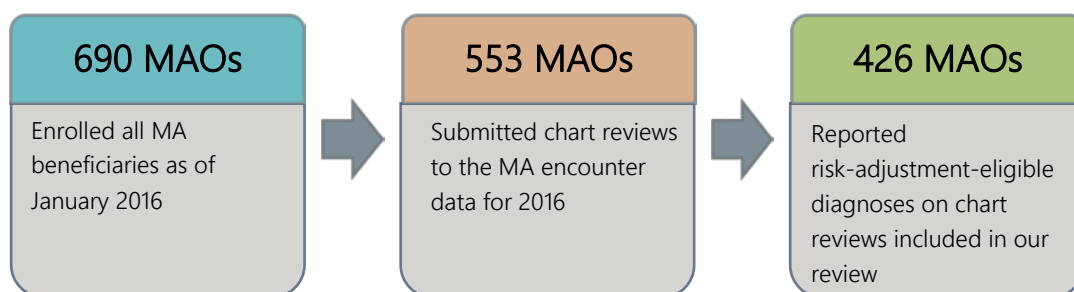 690 MAOs
Enrolled all MA
beneficiaries as of
January 2016
553 MAOs
Submitted chart reviews
to the MA encounter
data for 2016
426 MAOs
Reported
risk-adjustment-eligible
diagnoses on chart
reviews included in our
review